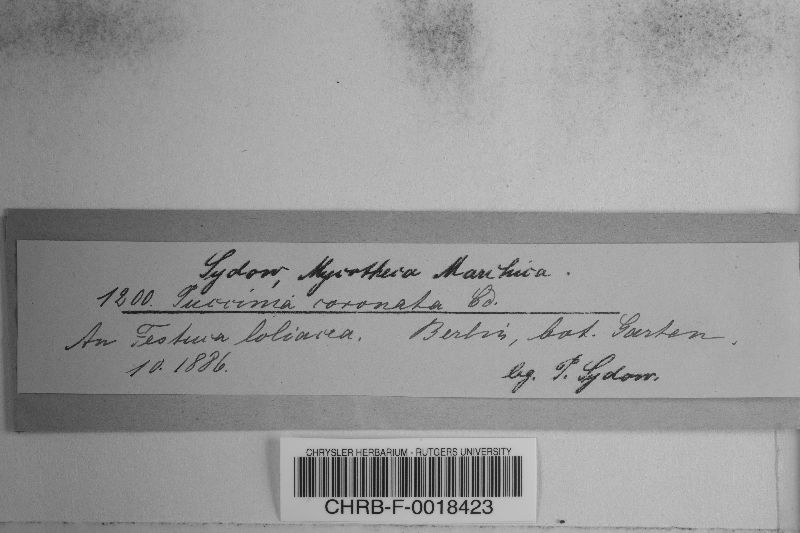 Sydow, Mycotheca Marchica.
1200. Puccinia coronata Cd.
An Festuca loliacea. Berlin, bot. Garten,
10. 1886.
leg. P. Sydow.
CHRYSLER HERBARIUM - RUTGERS UNIVERSITY
CHRB-F-0018423